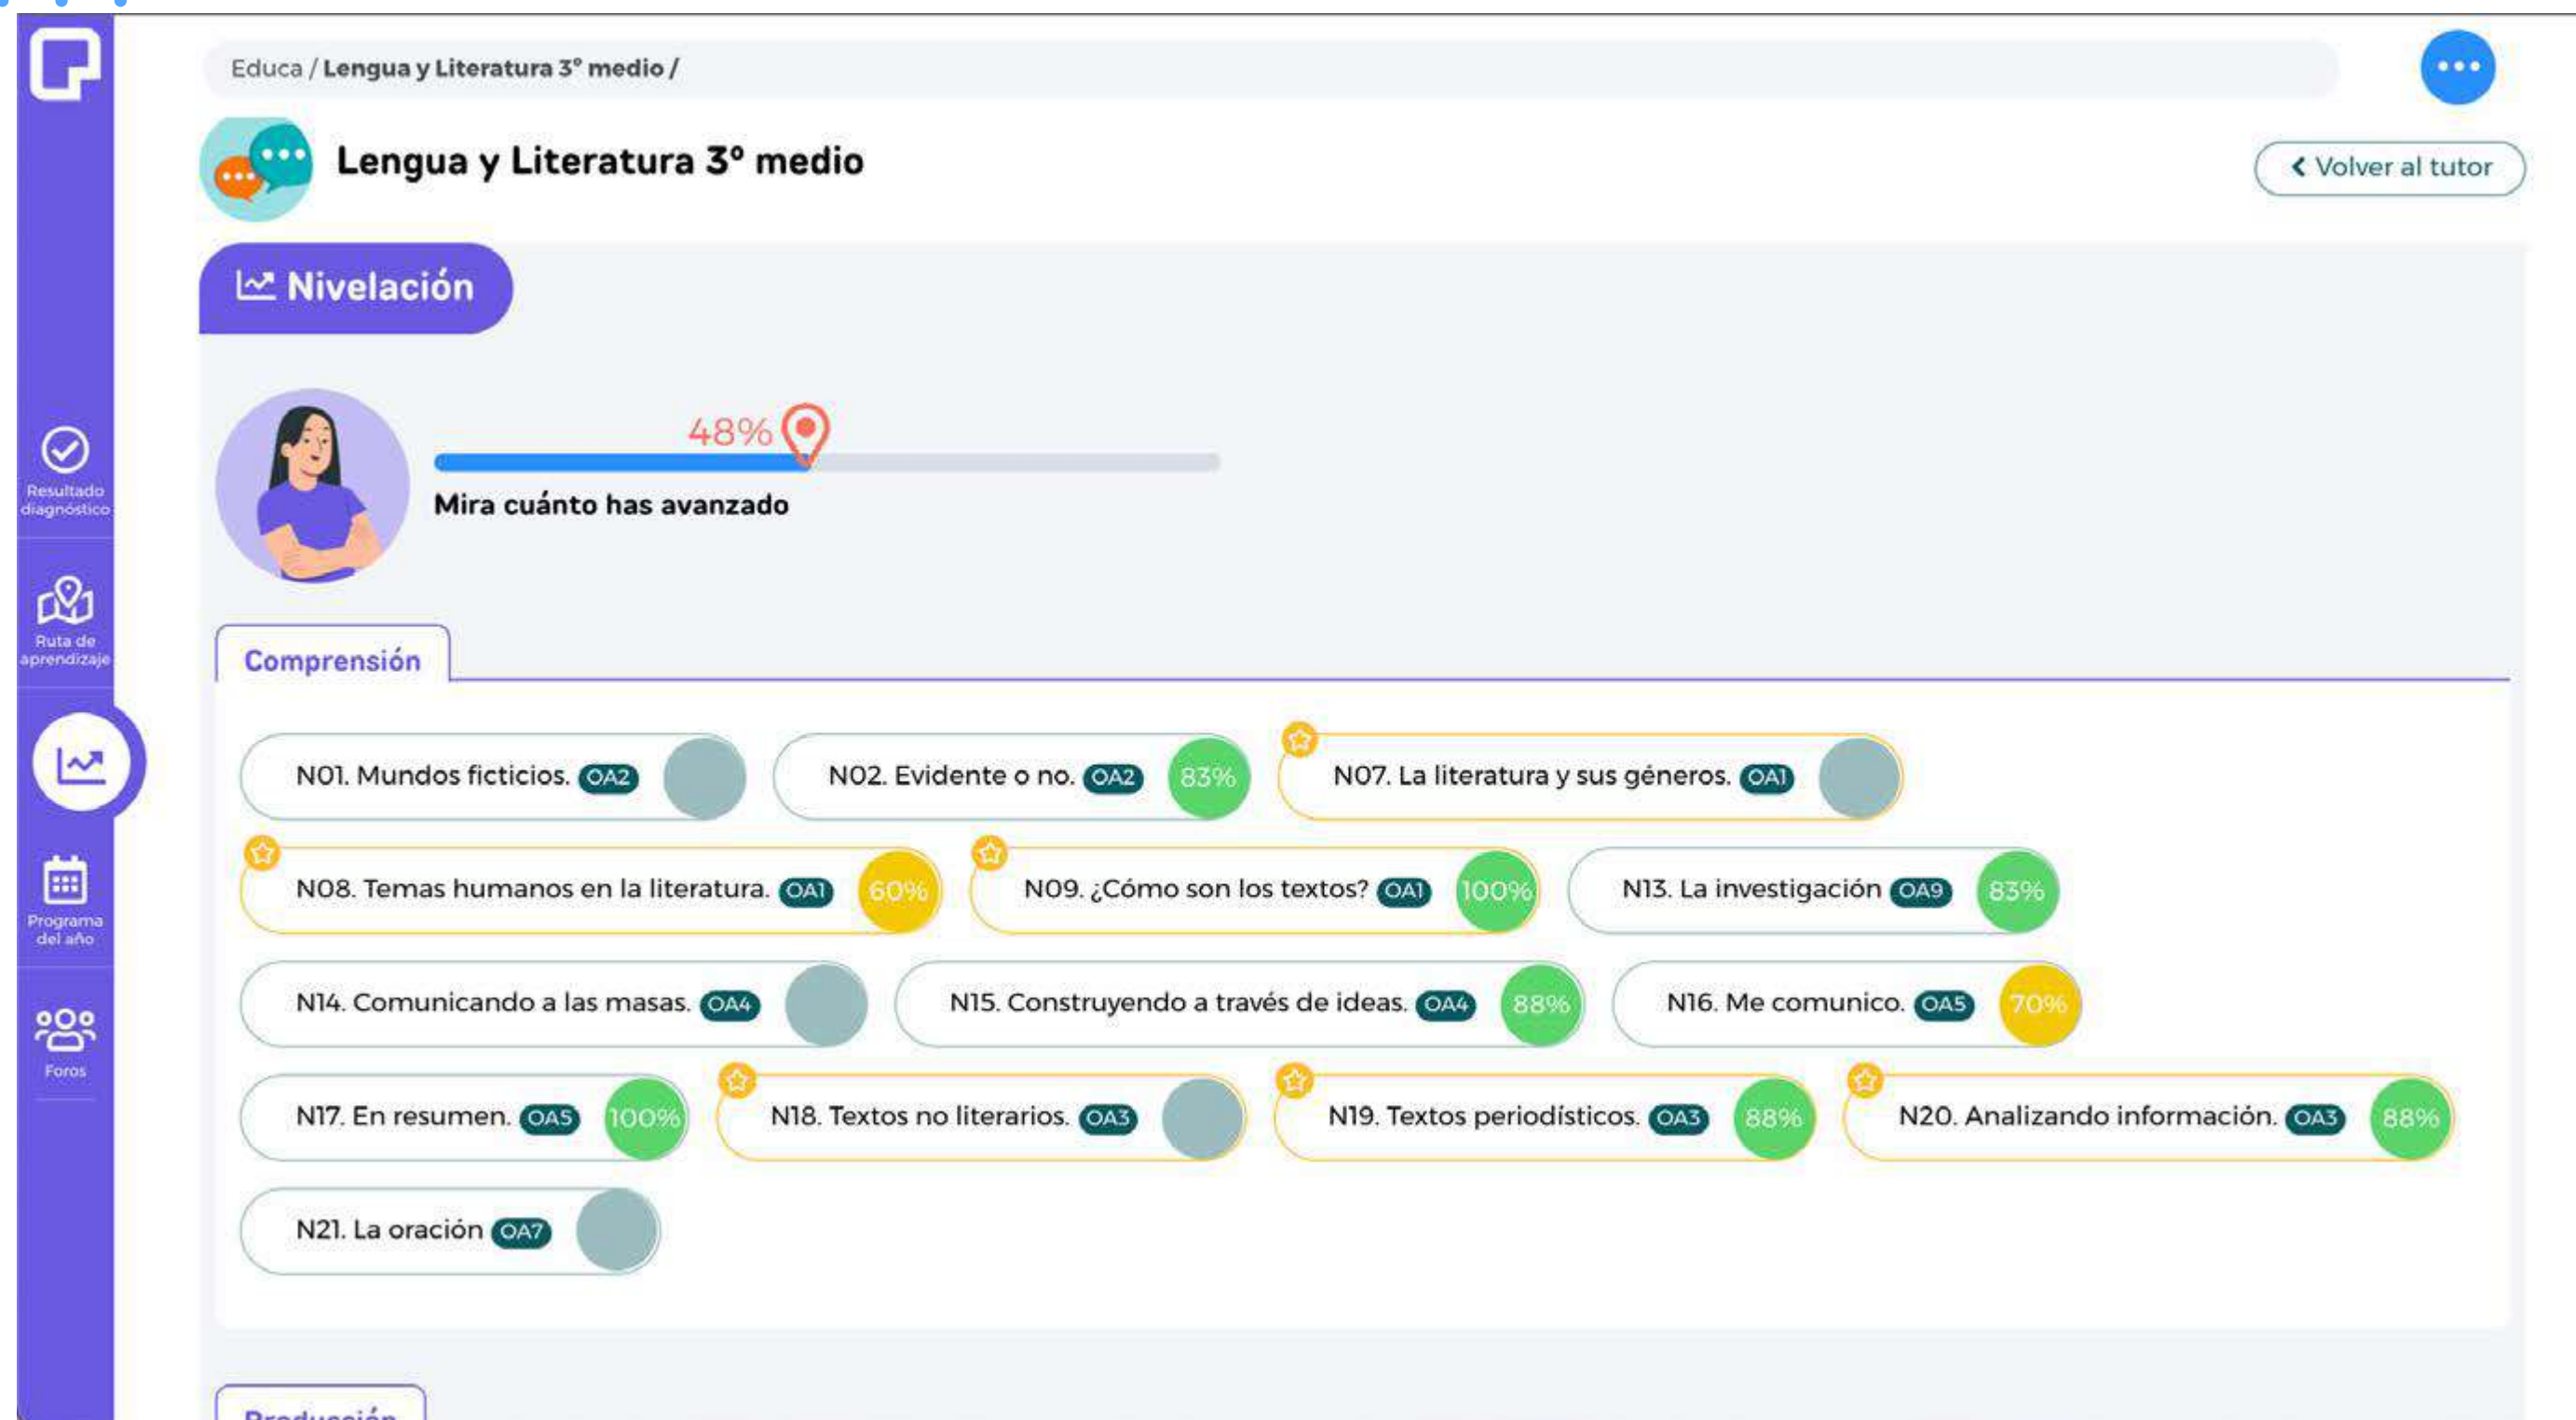 Educa / Lengua y Literatura 3° medio /
Lengua y Literatura 3° medio
Volver al tutor
Nivelación
48%
Mira cuánto has avanzado
Resultado
diagnóstico
Ruta de
aprendizaje
Programa
del año
Foros
Comprensión
N01. Mundos ficticios. OA2
N02. Evidente o no. OA2 83%
N07. La literatura y sus géneros. OA1
N08. Temas humanos en la literatura. OA1 60%
N09. ¿Cómo son los textos? OA1 100%
N13. La investigación OA9 83%
N14. Comunicando a las masas. OA4
N15. Construyendo a través de ideas. OA4 88%
N16. Me comunico. OA5 70%
N17. En resumen. OA5 100%
N18. Textos no literarios. OA3
N19. Textos periodísticos. OA3 88%
N20. Analizando información. OA3 88%
N21. La oración OA7
Producción